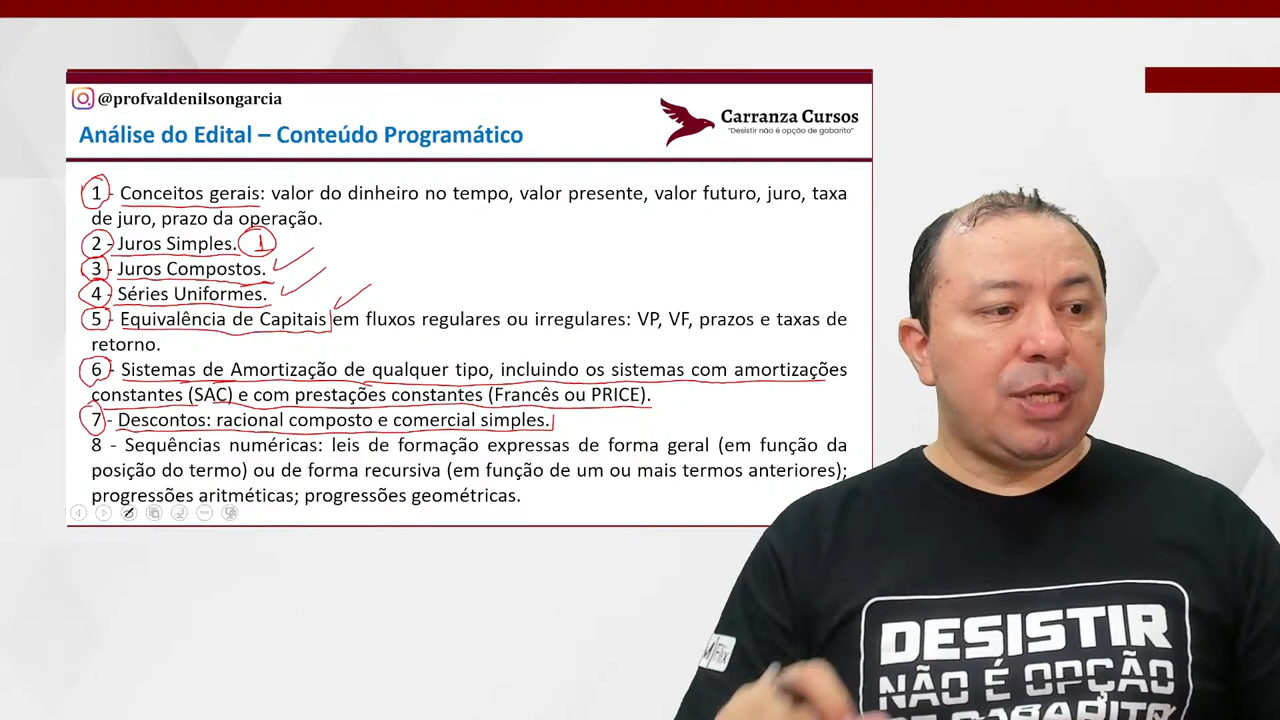 @profvaldenilsongarcia
Análise do Edital – Conteúdo Programático
Carranza Cursos
"Desistir não é opção de gabarito"
1 - Conceitos gerais: valor do dinheiro no tempo, valor presente, valor futuro, juro, taxa
de juro, prazo da operação.
2 - Juros Simples. 1
3 - Juros Compostos.
4 - Séries Uniformes.
5 - Equivalência de Capitais em fluxos regulares ou irregulares: VP, VF, prazos e taxas de
retorno.
6 - Sistemas de Amortização de qualquer tipo, incluindo os sistemas com amortizações
constantes (SAC) e com prestações constantes (Francês ou PRICE).
7 - Descontos: racional composto e comercial simples.
8 - Sequências numéricas: leis de formação expressas de forma geral (em função da
posição do termo) ou de forma recursiva (em função de um ou mais termos anteriores);
progressões aritméticas; progressões geométricas.
DESISTIR
NÃO É OPÇÃO
DE GABARITO